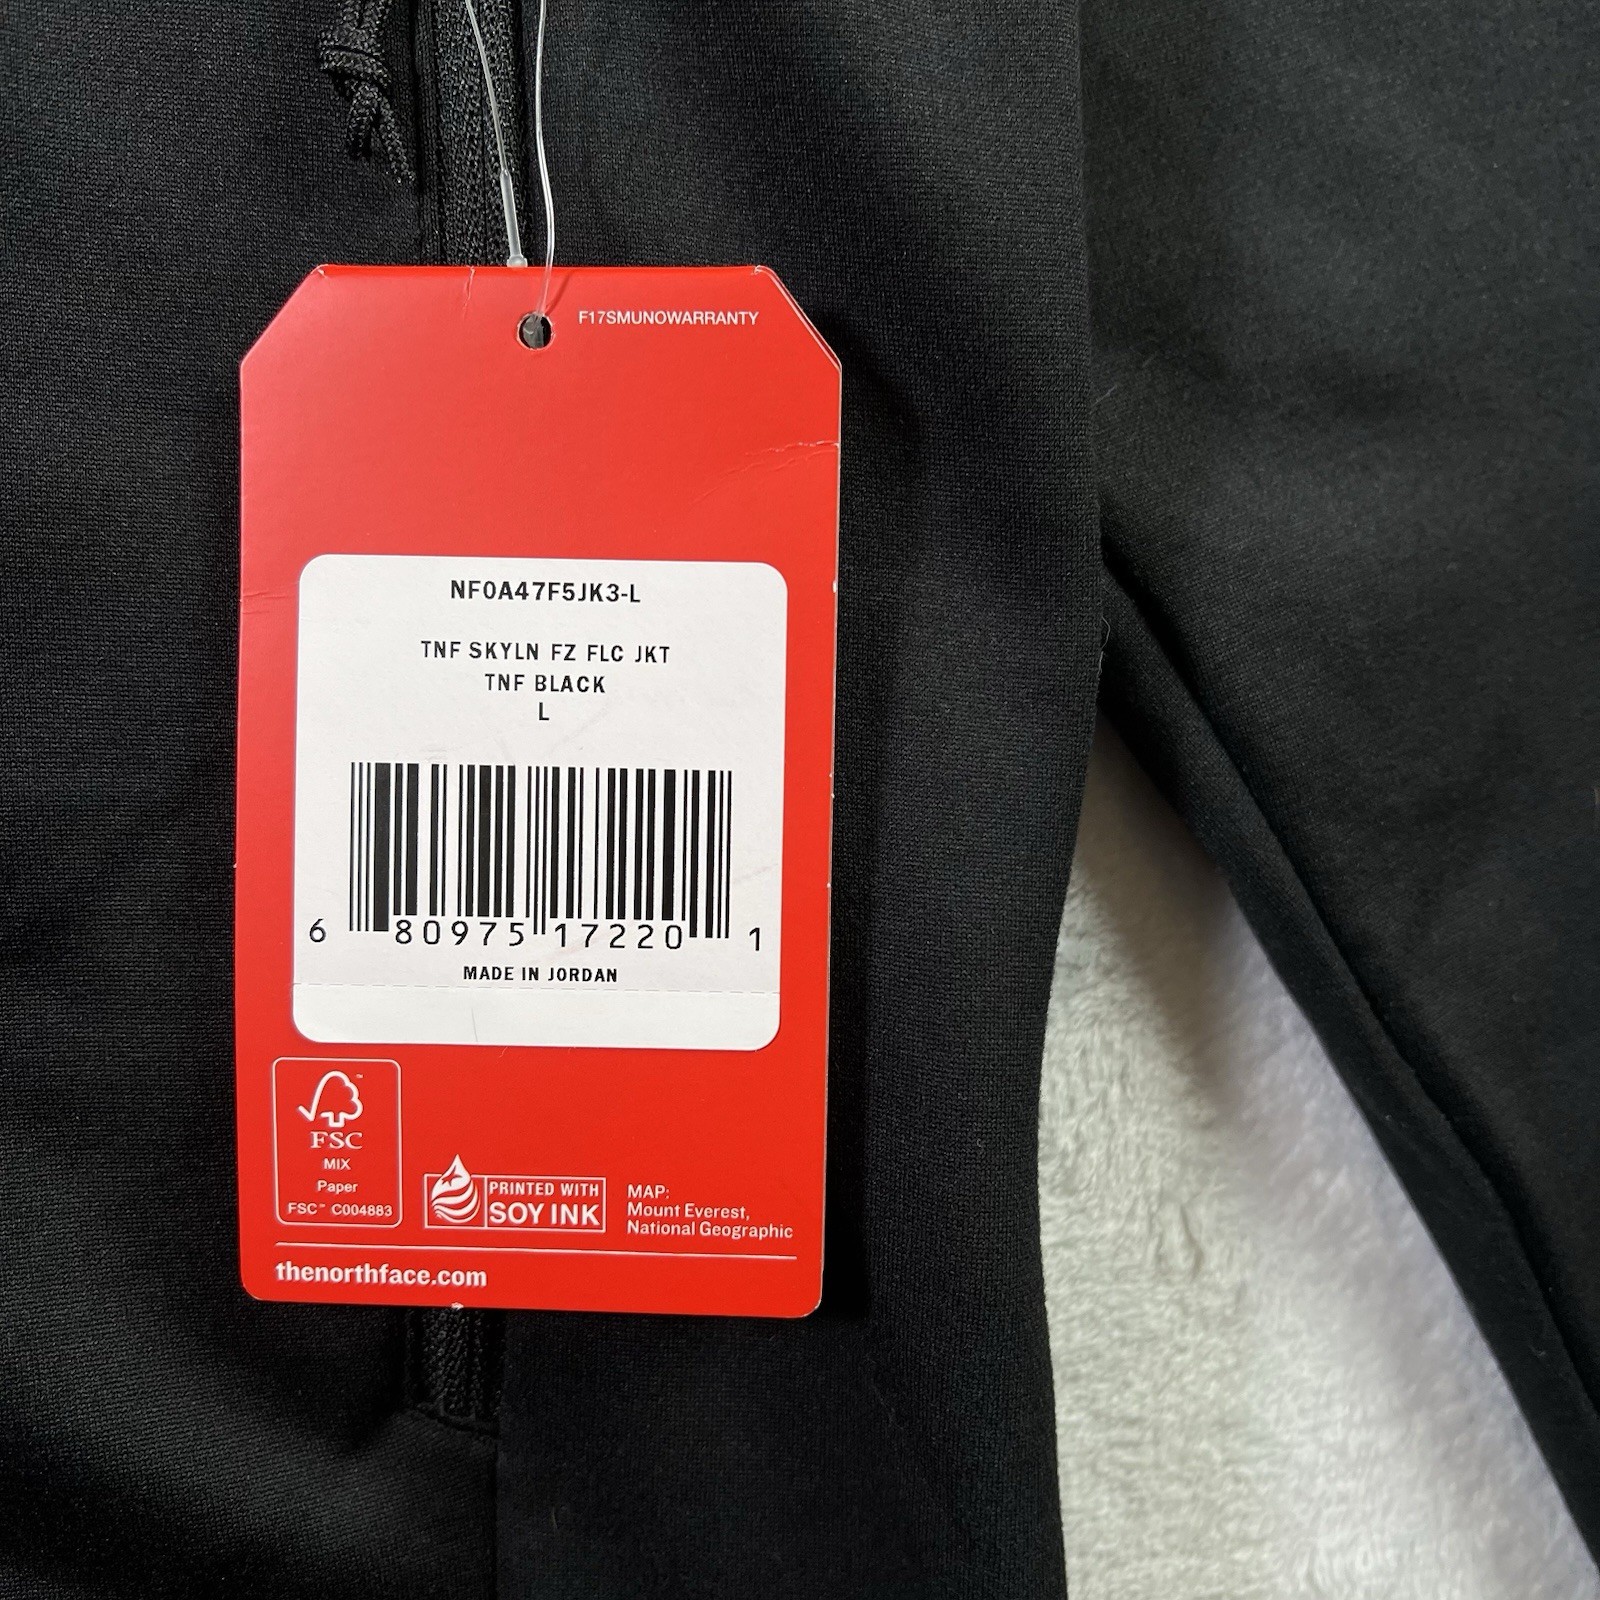 F17SMUNOWARRANTY
NF0A47F5JK3-L
TNF SKYLN FZ FLC JKT
TNF BLACK
L
6 80975 17220 1
MADE IN JORDAN
FSC
MIX
Paper
FSC™ C004883
PRINTED WITH
SOY INK
MAP:
Mount Everest,
National Geographic
thenorthface.com